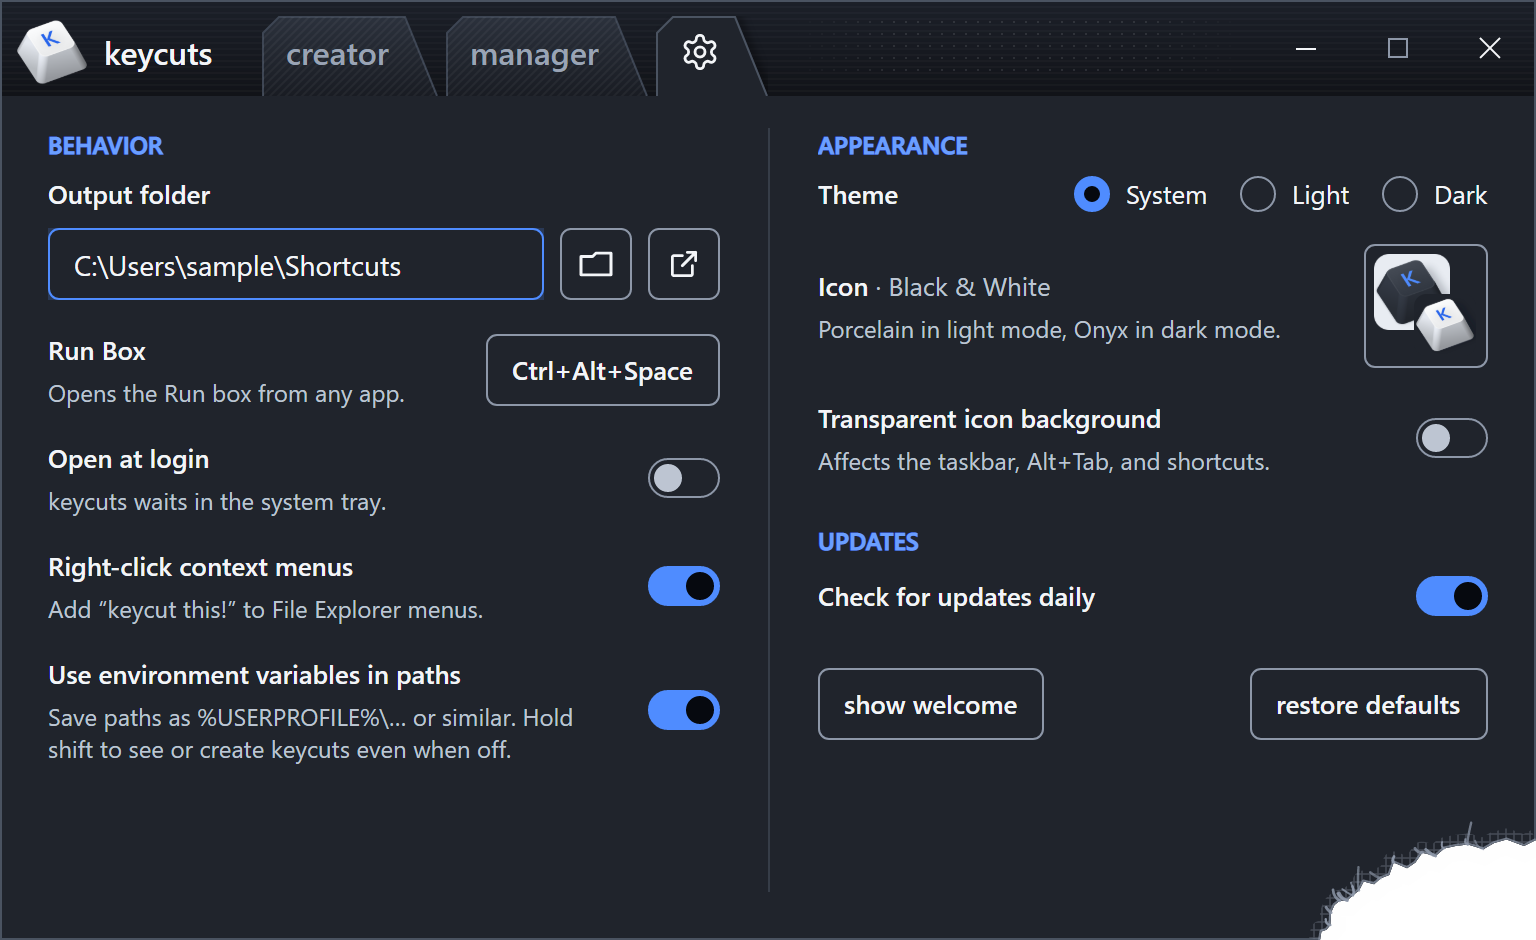 keycuts
creator
manager
BEHAVIOR
Output folder
C:\Users\sample\Shortcuts
Run Box
Opens the Run box from any app.
Ctrl+Alt+Space
Open at login
keycuts waits in the system tray.
Right-click context menus
Add “keycut this!” to File Explorer menus.
Use environment variables in paths
Save paths as %USERPROFILE%\... or similar. Hold
shift to see or create keycuts even when off.
APPEARANCE
Theme
System
Light
Dark
Icon · Black & White
Porcelain in light mode, Onyx in dark mode.
K
K
Transparent icon background
Affects the taskbar, Alt+Tab, and shortcuts.
UPDATES
Check for updates daily
show welcome
restore defaults
K